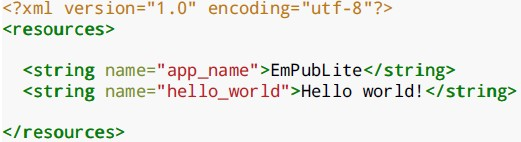 <?xml version="1.0" encoding="utf-8"?>
<resources>
<string name="app_name">EmPubLite</string>
<string name="hello_world">Hello world!</string>
</resources>